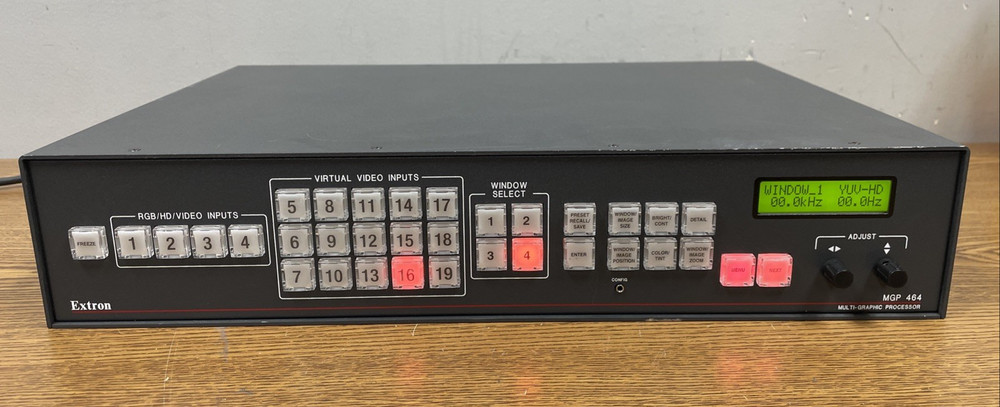 FREEZE
RGB/HD/VIDEO INPUTS
1 2 3 4
VIRTUAL VIDEO INPUTS
5 8 11 14 17
6 9 12 15 18
7 10 13 16 19
WINDOW
SELECT
1 2
3 4
PRESET
RECALL/
SAVE
WINDOW/
IMAGE
SIZE
BRIGHT/
CONT
DETAIL
ENTER
WINDOW/
IMAGE
POSITION
COLOR/
TINT
WINDOW/
IMAGE
ZOOM
CONFIG
MENU
NEXT
WINDOW_1 YUV-HD
00.0kHz 00.0Hz
ADJUST
Extron
MGP 464
MULTI-GRAPHIC PROCESSOR